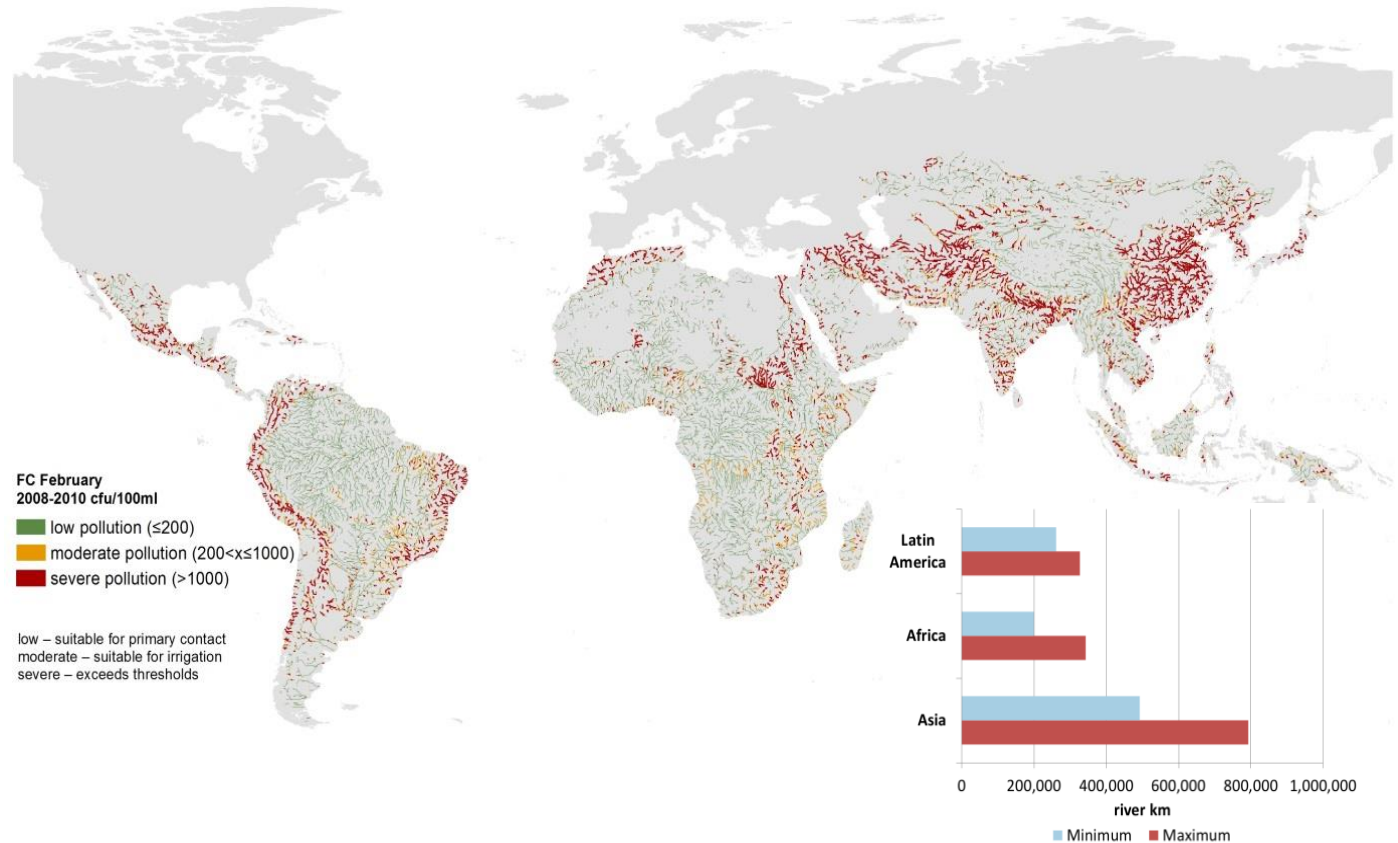 FC February
2008-2010 cfu/100ml
low pollution (≤200)
moderate pollution (200<x≤1000)
severe pollution (>1000)
low – suitable for primary contact
moderate – suitable for irrigation
severe – exceeds thresholds
Latin
America
Africa
Asia
0 200,000 400,000 600,000 800,000 1,000,000
river km
Minimum Maximum